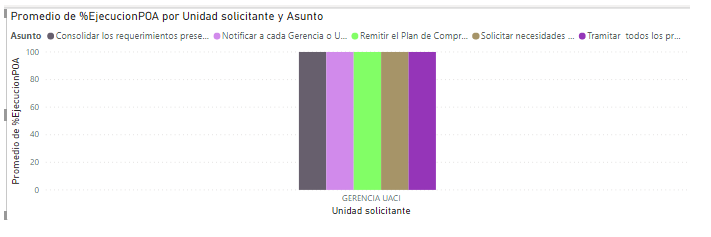 Promedio de %EjecucionPOA por Unidad solicitante y Asunto
Asunto Consolidar los requerimientos prese... Notificar a cada Gerencia o U... Remitir el Plan de Compr... Solicitar necesidades ... Tramitar todos los pr...
Promedio de %EjecucionPOA
100
80
60
40
20
0
GERENCIA UACI
Unidad solicitante